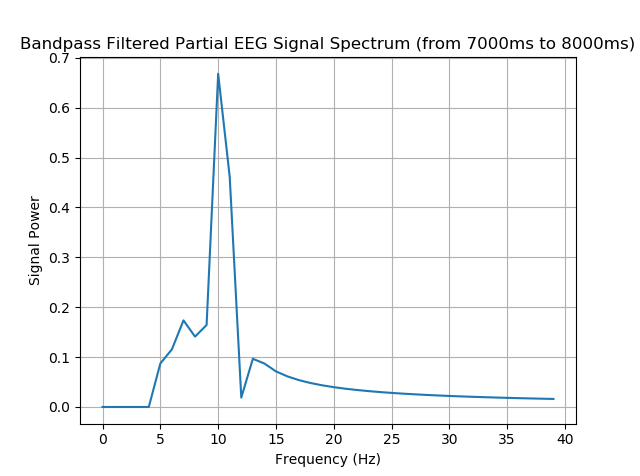 Bandpass Filtered Partial EEG Signal Spectrum (from 7000ms to 8000ms)
0.7
0.6
0.5
0.4
0.3
0.2
0.1
0.0
Signal Power
0 5 10 15 20 25 30 35 40
Frequency (Hz)